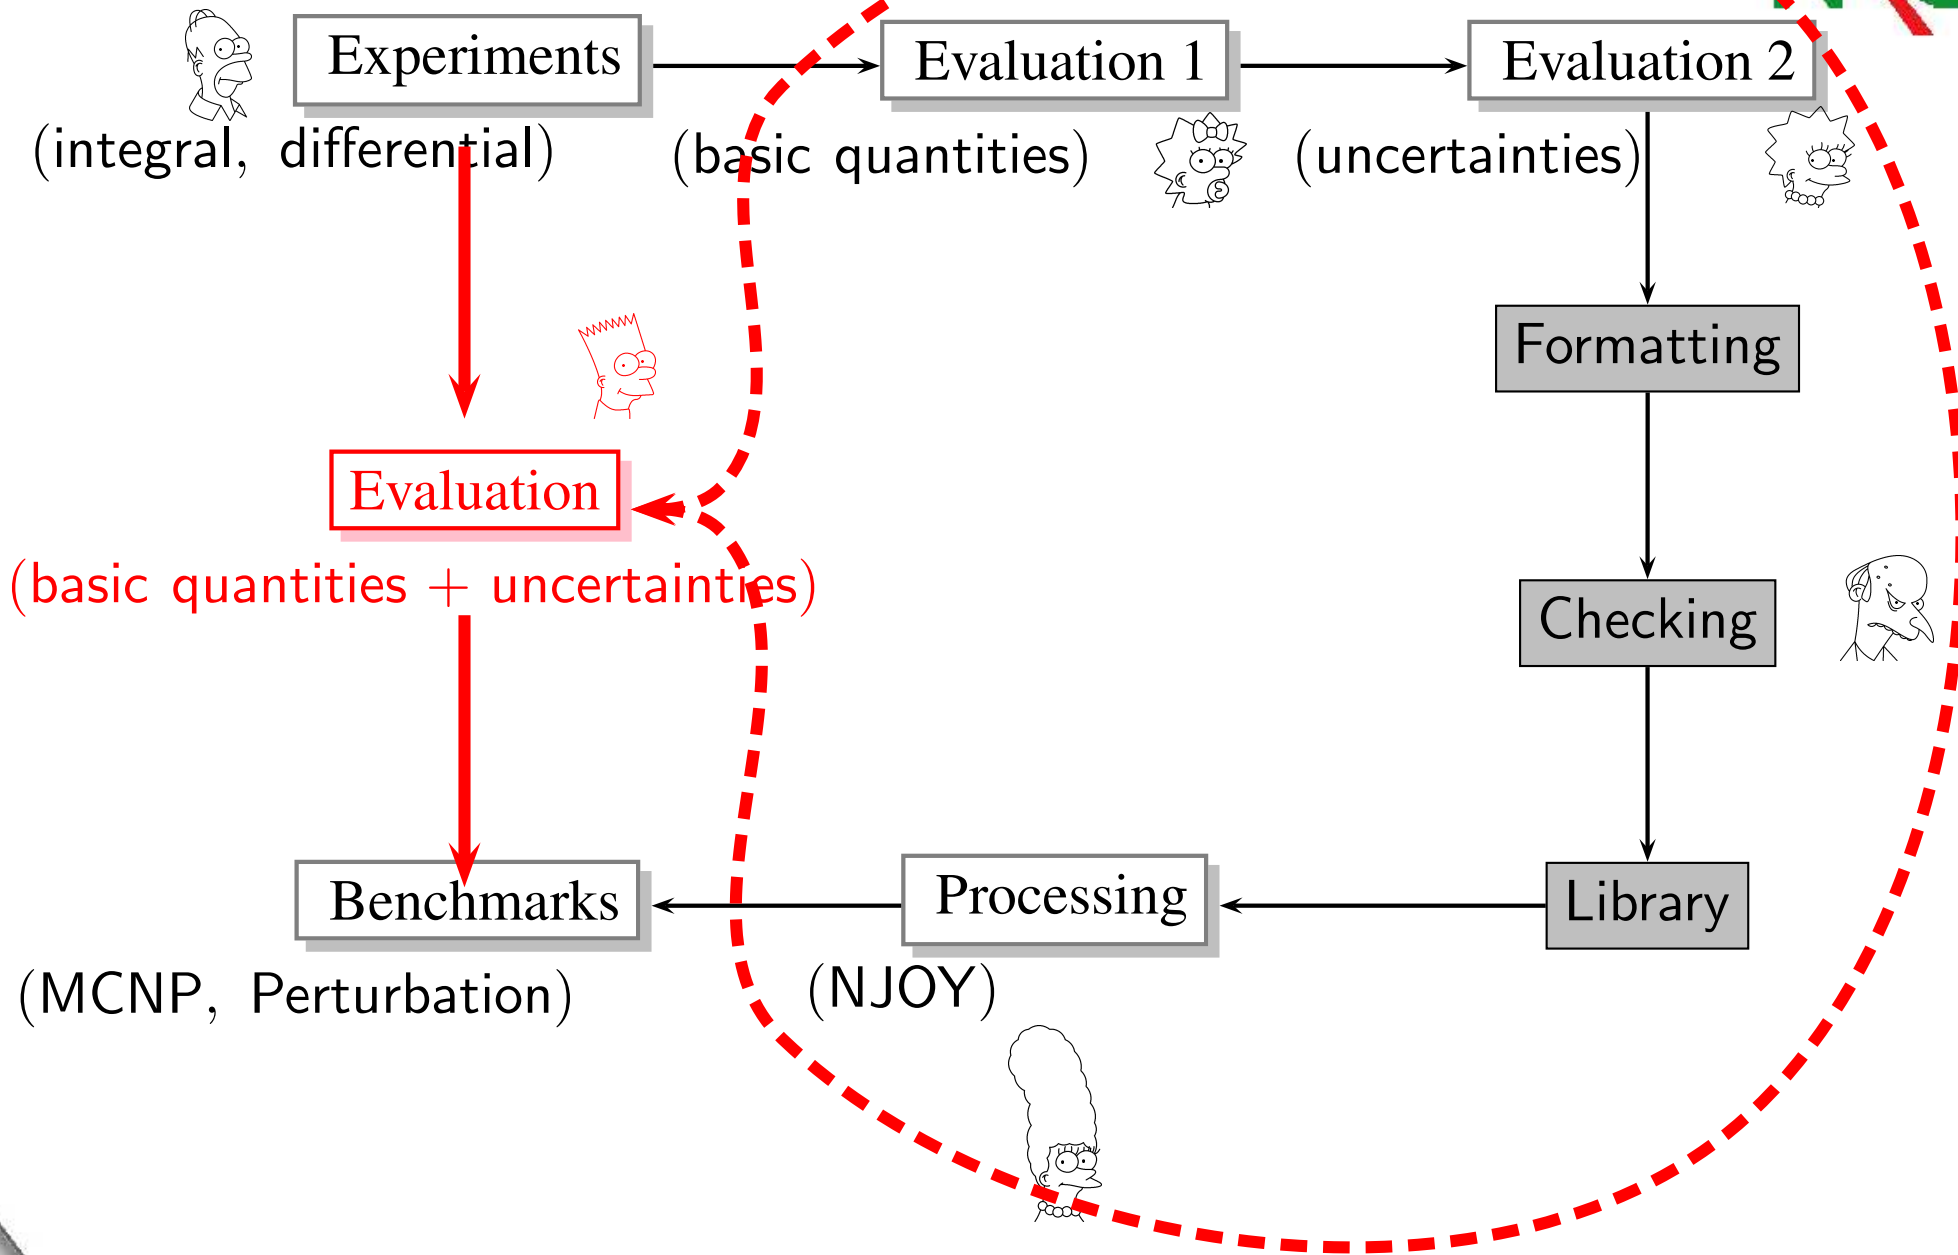 Experiments
Evaluation 1
Evaluation 2
(integral, differential)
(basic quantities)
(uncertainties)
Formatting
Evaluation
(basic quantities + uncertainties)
Checking
Benchmarks
Processing
Library
(MCNP, Perturbation)
(NJOY)